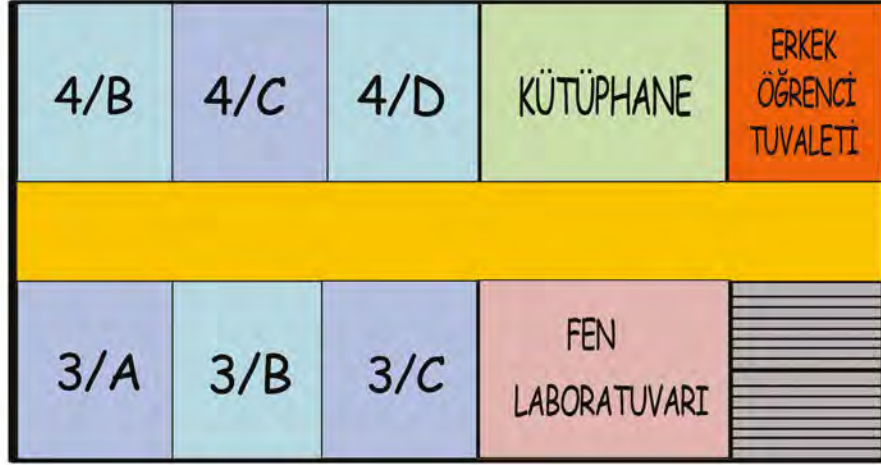 4/B
4/C
4/D
KÜTÜPHANE
ERKEK
ÖĞRENCİ
TUVALETİ
3/A
3/B
3/C
FEN
LABORATUVARI